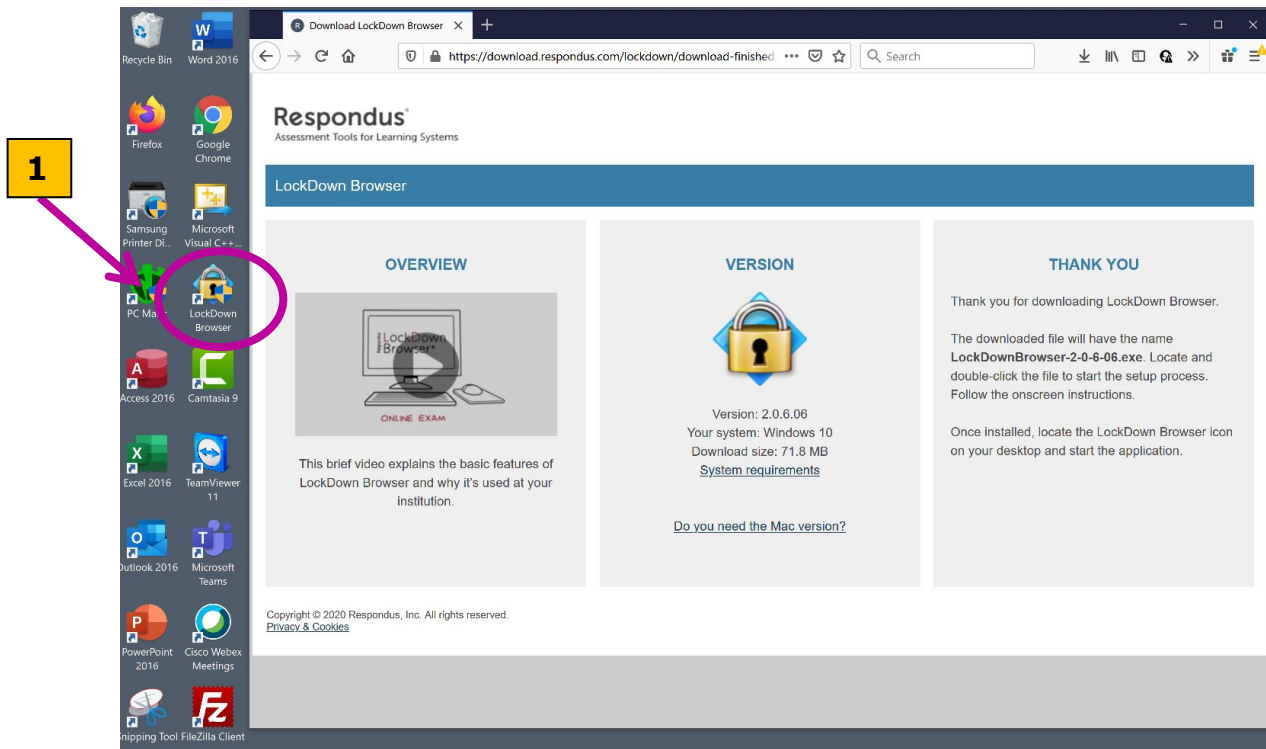 1
Recycle Bin
Word 2016
Firefox
Google
Chrome
Samsung
Printer Di...
Microsoft
Visual C++...
PC Ma
LockDown
Browser
Access 2016
Camtasia 9
Excel 2016
TeamViewer
11
Outlook 2016
Microsoft
Teams
PowerPoint
2016
Cisco Webex
Meetings
Snipping Tool
FileZilla Client
Download LockDown Browser
https://download.respondus.com/lockdown/download-finished
Search
Respondus®
Assessment Tools for Learning Systems
LockDown Browser
OVERVIEW
LockDown
Browser
ONLINE EXAM
This brief video explains the basic features of
LockDown Browser and why it's used at your
institution.
VERSION
Version: 2.0.6.06
Your system: Windows 10
Download size: 71.8 MB
System requirements
Do you need the Mac version?
THANK YOU
Thank you for downloading LockDown Browser.
The downloaded file will have the name
LockDownBrowser-2-0-6-06.exe. Locate and
double-click the file to start the setup process.
Follow the onscreen instructions.
Once installed, locate the LockDown Browser icon
on your desktop and start the application.
Copyright © 2020 Respondus, Inc. All rights reserved.
Privacy & Cookies